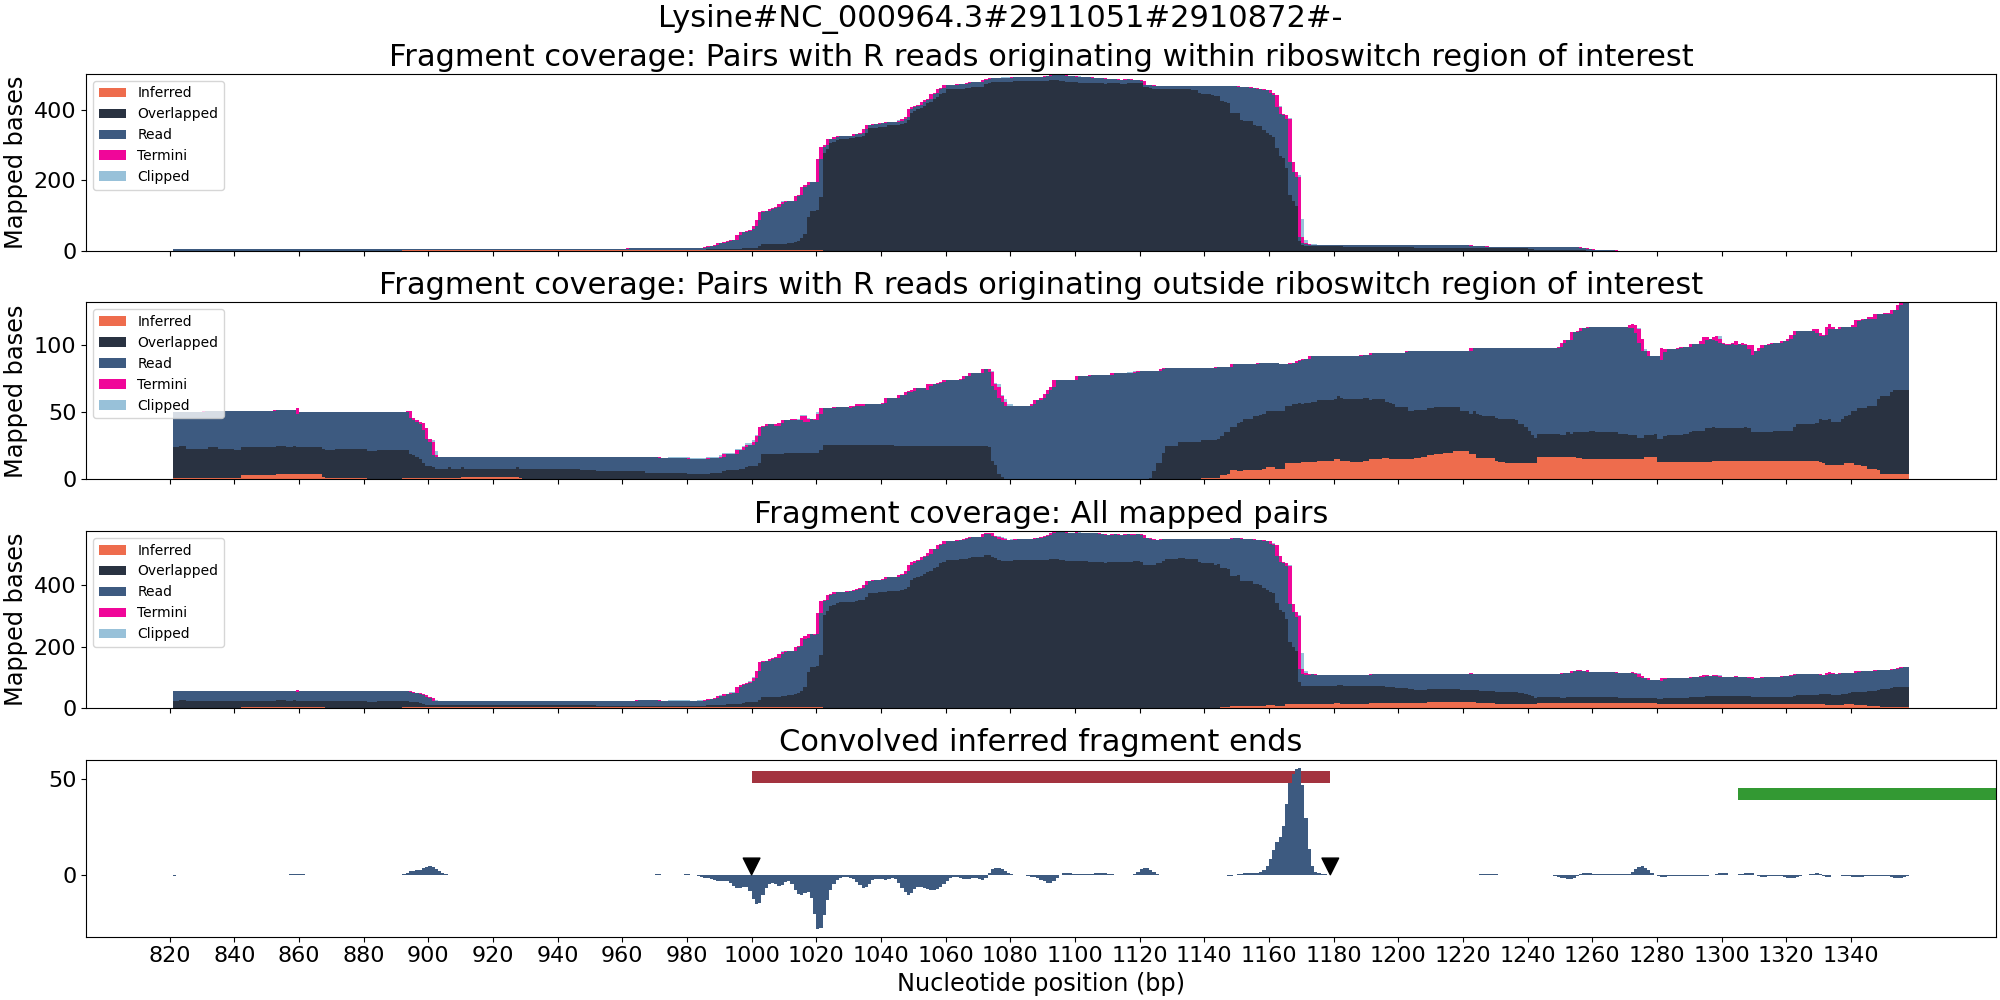 Lysine#NC_000964.3#2911051#2910872#-
Fragment coverage: Pairs with R reads originating within riboswitch region of interest
Mapped bases
400
200
0
Inferred
Overlapped
Read
Termini
Clipped
Fragment coverage: Pairs with R reads originating outside riboswitch region of interest
Mapped bases
100
50
0
Inferred
Overlapped
Read
Termini
Clipped
Fragment coverage: All mapped pairs
Mapped bases
400
200
0
Inferred
Overlapped
Read
Termini
Clipped
Convolved inferred fragment ends
50
0
820 840 860 880 900 920 940 960 980 1000 1020 1040 1060 1080 1100 1120 1140 1160 1180 1200 1220 1240 1260 1280 1300 1320 1340
Nucleotide position (bp)